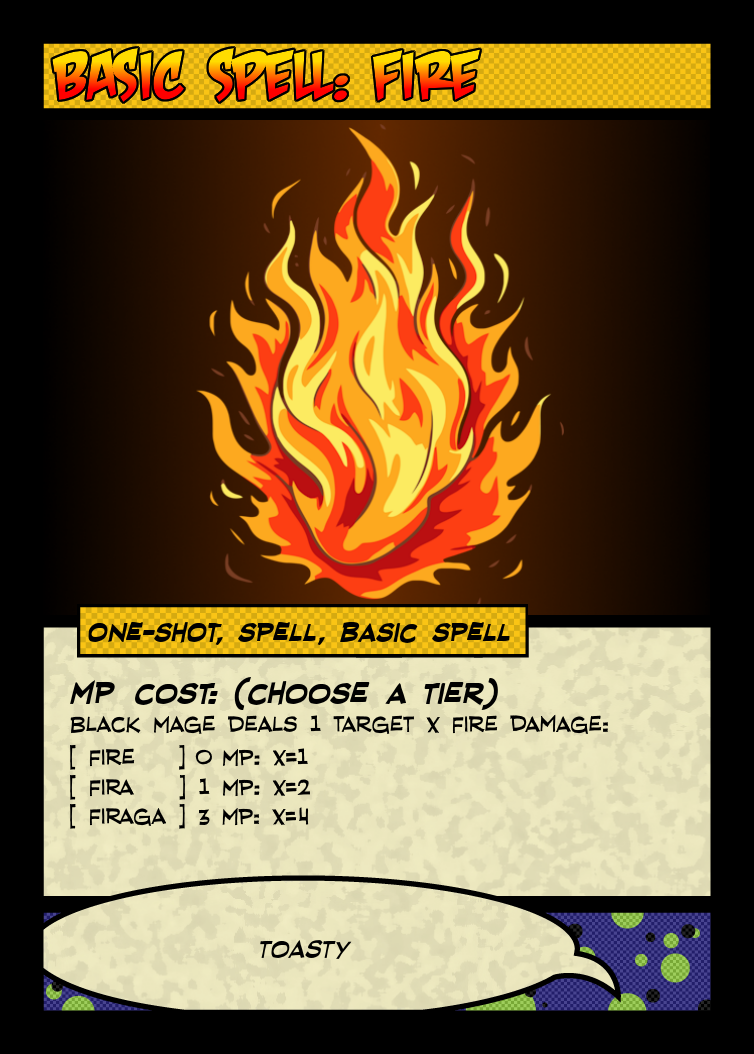 BASIC SPELL: FIRE
ONE-SHOT, SPELL, BASIC SPELL
MP COST: (CHOOSE A TIER)
BLACK MAGE DEALS 1 TARGET X FIRE DAMAGE:
[ FIRE ] 0 MP: X=1
[ FIRA ] 1 MP: X=2
[ FIRAGA ] 3 MP: X=4
TOASTY